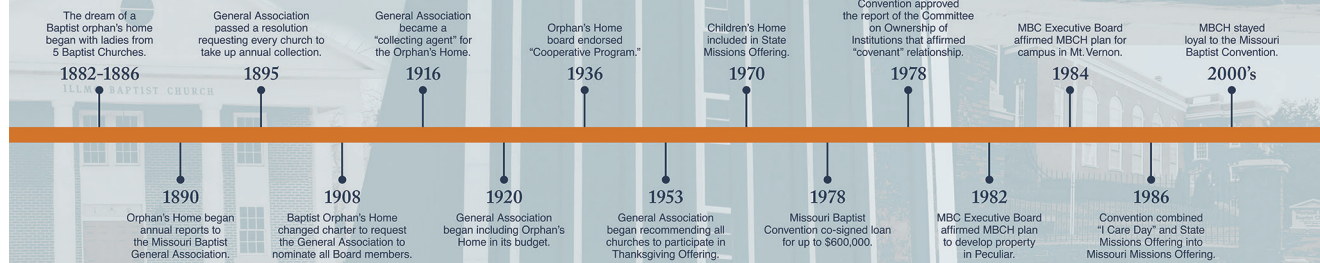 The dream of a
Baptist orphan's home
began with ladies from
5 Baptist Churches.
1882-1886
General Association
passed a resolution
requesting every church to
take up annual collection.
1895
General Association
became a
“collecting agent” for
the Orphan's Home.
1916
Orphan's Home
board endorsed
“Cooperative Program.”
1936
Children's Home
included in State
Missions Offering.
1970
Convention approved
the report of the Committee
on Ownership of
Institutions that affirmed
“covenant” relationship.
1978
MBC Executive Board
affirmed MBCH plan for
campus in Mt. Vernon.
1984
MBCH stayed
loyal to the Missouri
Baptist Convention.
2000's
BAPTIST CHURCH
1890
Orphan's Home began
annual reports to
the Missouri Baptist
General Association.
1908
Baptist Orphan's Home
changed charter to request
the General Association to
nominate all Board members.
1920
General Association
began including Orphan's
Home in its budget.
1953
General Association
began recommending all
churches to participate in
Thanksgiving Offering.
1978
Missouri Baptist
Convention co-signed loan
for up to $600,000.
1982
MBC Executive Board
affirmed MBCH plan
to develop property
in Peculiar.
1986
Convention combined
“I Care Day” and State
Missions Offering into
Missouri Missions Offering.